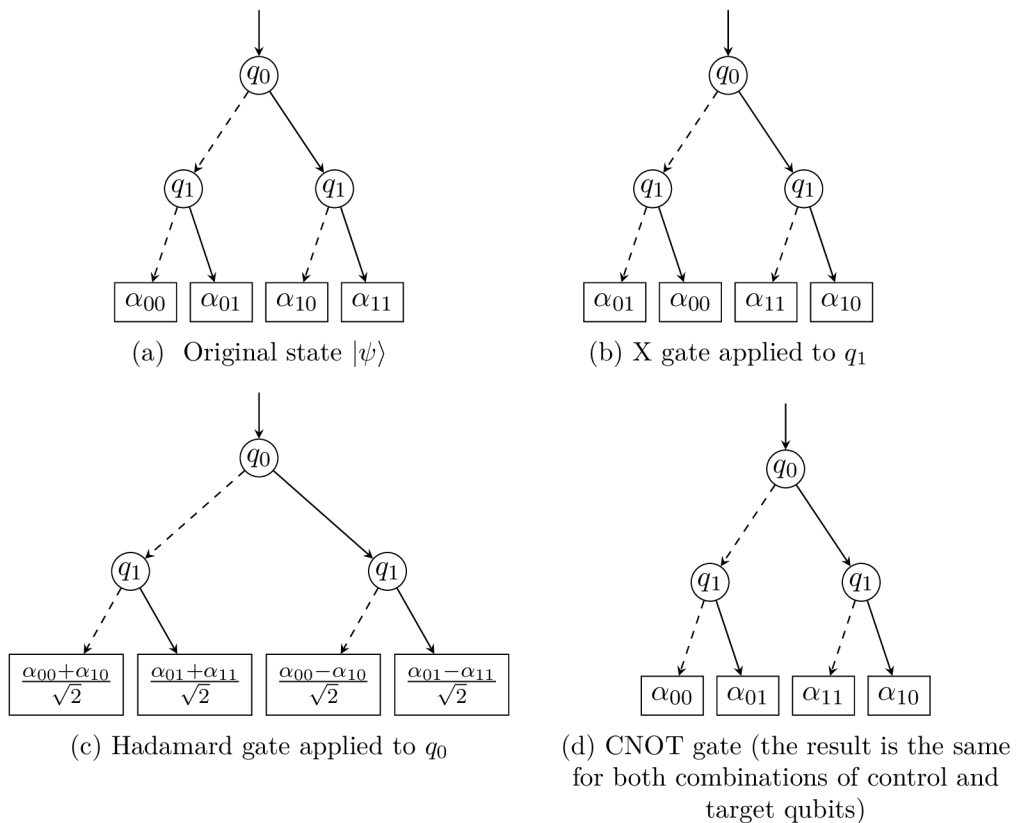 q₀ q₀
q₁ q₁ q₁ q₁
α₀₀ α₀₁ α₁₀ α₁₁ α₀₁ α₀₀ α₁₁ α₁₀
(a) Original state |ψ⟩
(b) X gate applied to q₁
q₀
q₁ q₁
(α₀₀+α₁₀)/√2 (α₀₁+α₁₁)/√2 (α₀₀−α₁₀)/√2 (α₀₁−α₁₁)/√2
(c) Hadamard gate applied to q₀
q₀
q₁ q₁
α₀₀ α₀₁ α₁₁ α₁₀
(d) CNOT gate (the result is the same
for both combinations of control and
target qubits)